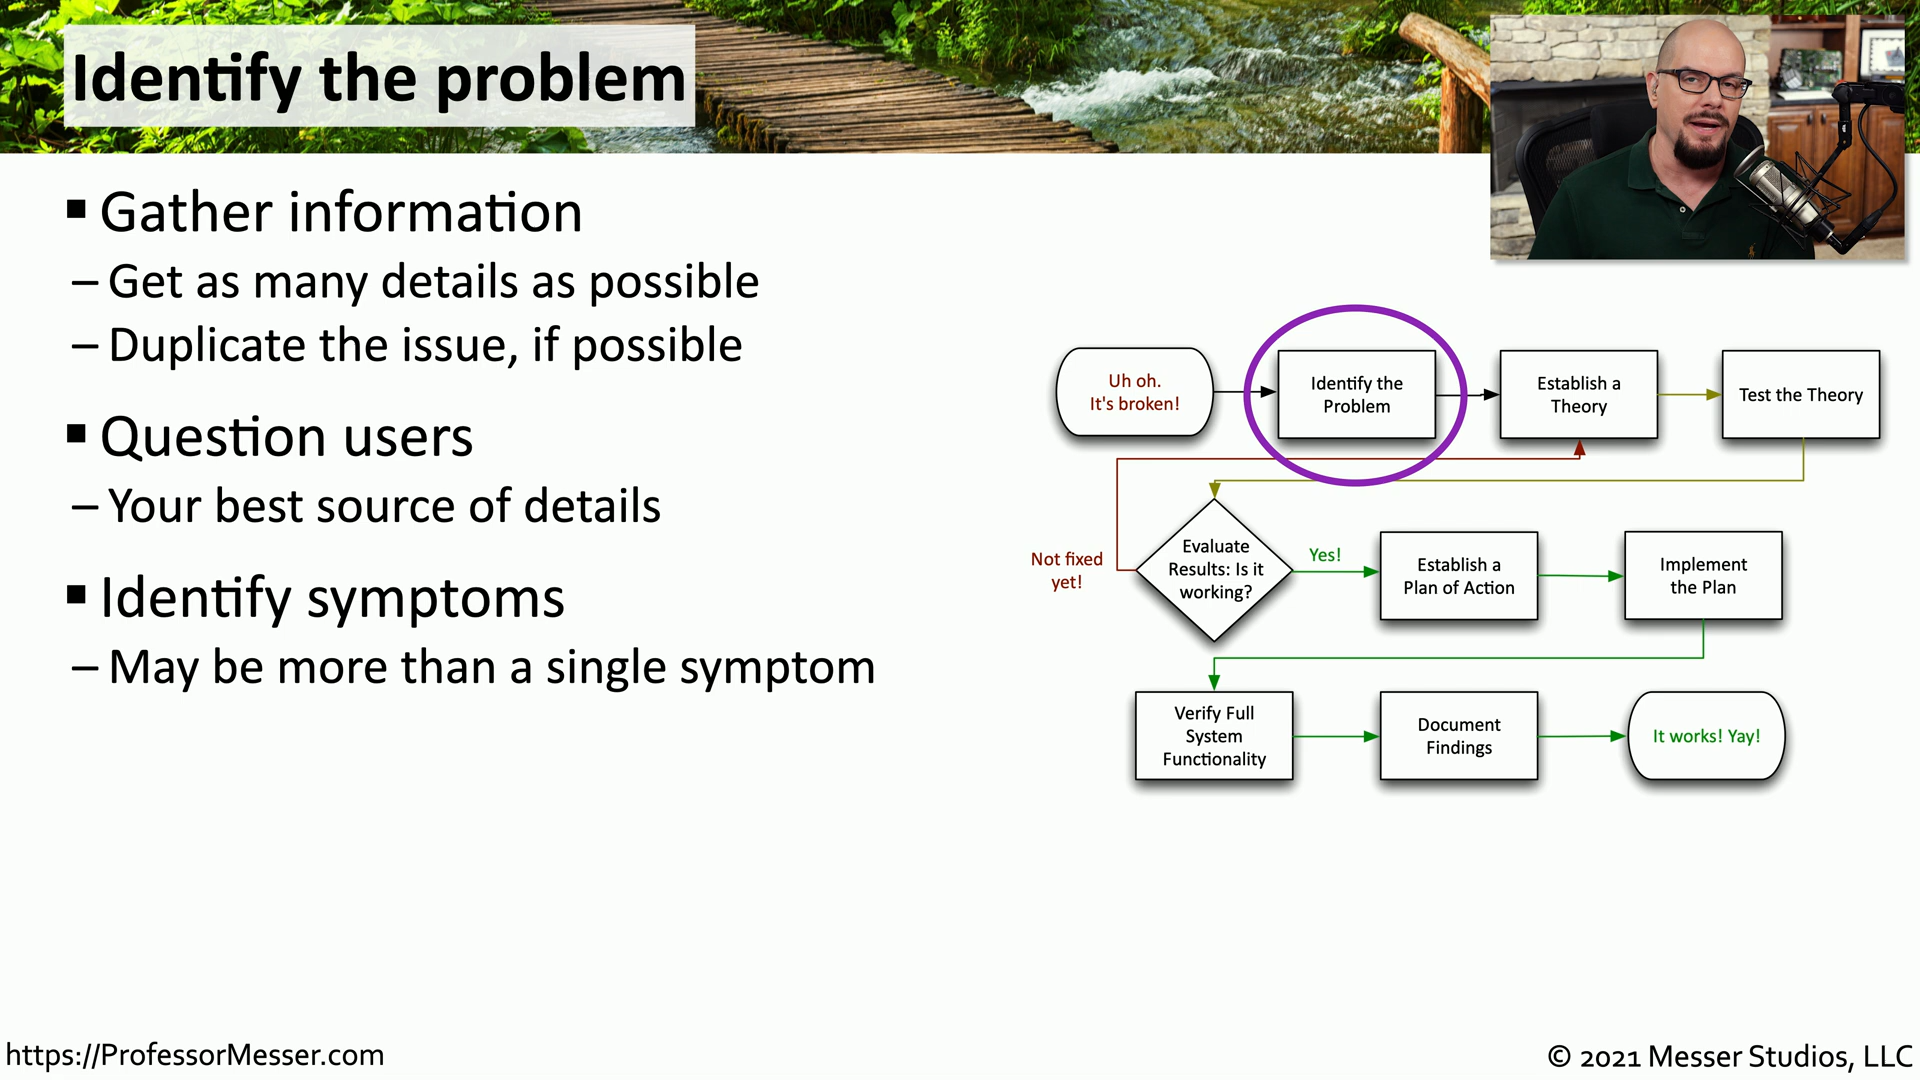 Identify the problem
▪ Gather information
– Get as many details as possible
– Duplicate the issue, if possible
▪ Question users
– Your best source of details
▪ Identify symptoms
– May be more than a single symptom
Uh oh.
It's broken!
Identify the
Problem
Establish a
Theory
Test the Theory
Not fixed
yet!
Evaluate
Results: Is it
working?
Yes!
Establish a
Plan of Action
Implement
the Plan
Verify Full
System
Functionality
Document
Findings
It works! Yay!
https://ProfessorMesser.com
© 2021 Messer Studios, LLC